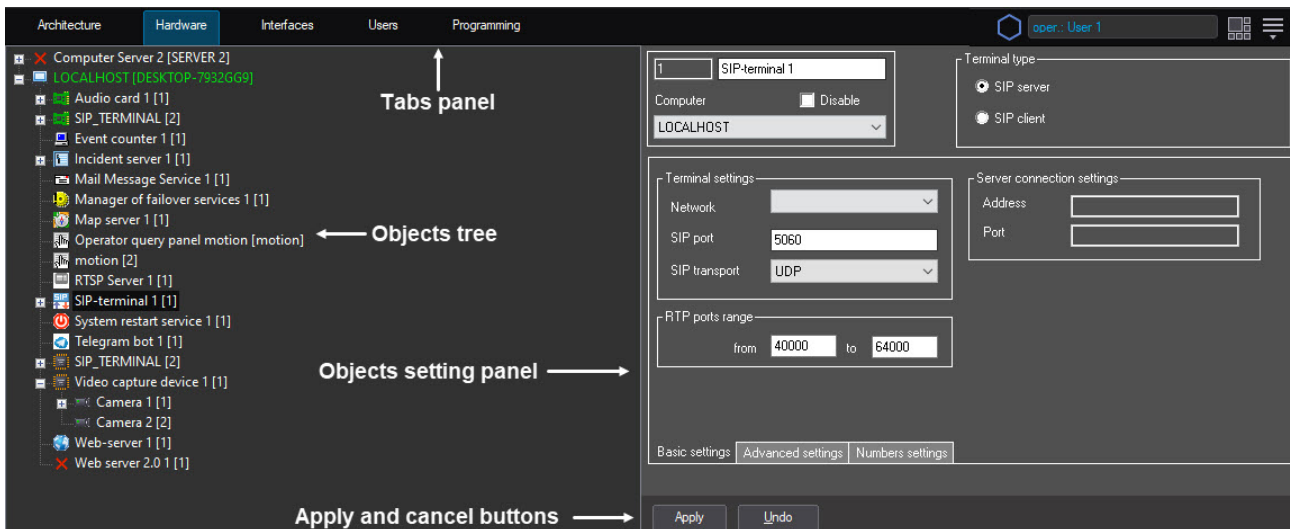 Architecture
Hardware
Interfaces
Users
Programming
oper.: User 1
Computer Server 2 [SERVER 2]
LOCALHOST [DESKTOP-7932GG9]
Audio card 1 [1]
SIP_TERMINAL [2]
Event counter 1 [1]
Incident server 1 [1]
Mail Message Service 1 [1]
Manager of failover services 1 [1]
Map server 1 [1]
Operator query panel motion [motion]
motion [2]
RTSP Server 1 [1]
SIP-terminal 1 [1]
System restart service 1 [1]
Telegram bot 1 [1]
SIP_TERMINAL [2]
Video capture device 1 [1]
Camera 1 [1]
Camera 2 [2]
Web-server 1 [1]
Web server 2.0 1 [1]
Tabs panel
Objects tree
Objects setting panel
Apply and cancel buttons
1
SIP-terminal 1
Computer
Disable
LOCALHOST
Terminal type
SIP server
SIP client
Terminal settings
Network
SIP port
5060
SIP transport
UDP
Server connection settings
Address
Port
RTP ports range
from 40000 to 64000
Basic settings
Advanced settings
Numbers settings
Apply
Undo